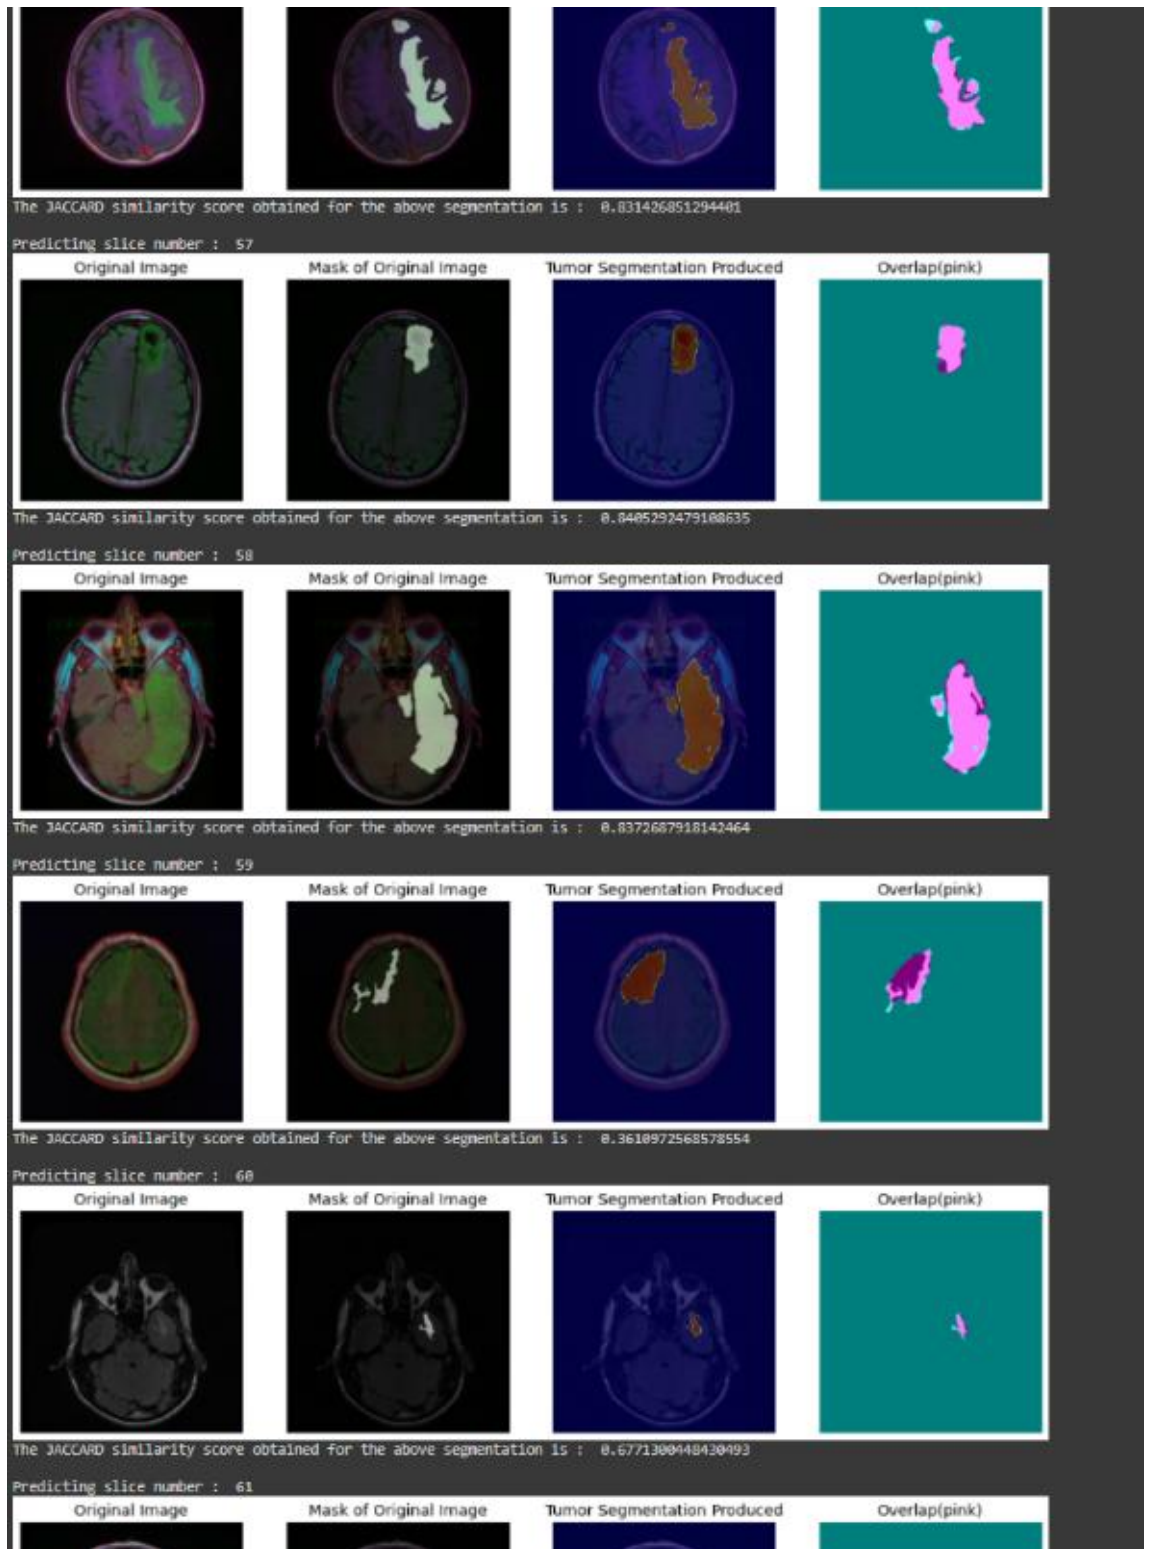 The JACCARD similarity score obtained for the above segmentation is :  0.831426851294401
Predicting slice number :  57
Original Image Mask of Original Image Tumor Segmentation Produced Overlap(pink)
The JACCARD similarity score obtained for the above segmentation is :  0.8405292479108635
Predicting slice number :  58
Original Image Mask of Original Image Tumor Segmentation Produced Overlap(pink)
The JACCARD similarity score obtained for the above segmentation is :  0.8372687918142464
Predicting slice number :  59
Original Image Mask of Original Image Tumor Segmentation Produced Overlap(pink)
The JACCARD similarity score obtained for the above segmentation is :  0.3610972568578554
Predicting slice number :  60
Original Image Mask of Original Image Tumor Segmentation Produced Overlap(pink)
The JACCARD similarity score obtained for the above segmentation is :  0.6771300448430493
Predicting slice number :  61
Original Image Mask of Original Image Tumor Segmentation Produced Overlap(pink)